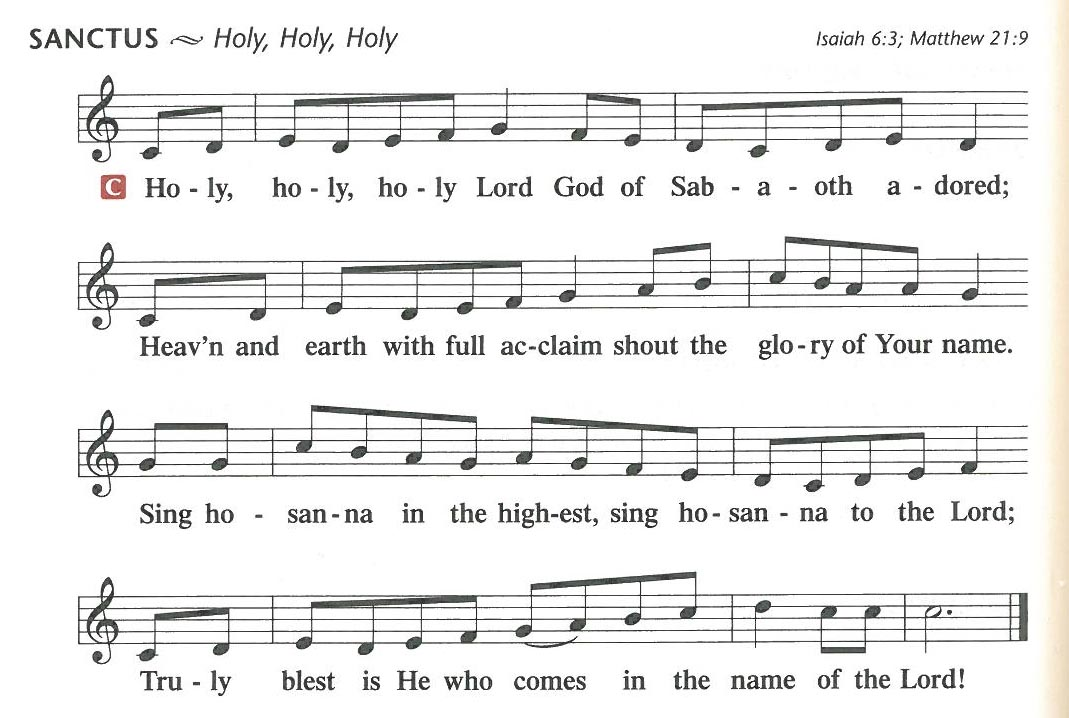 SANCTUS Holy, Holy, Holy Isaiah 6:3; Matthew 21:9
C Ho - ly, ho - ly, ho - ly Lord God of Sab - a - oth a - dored;
Heav’n and earth with full ac-claim shout the glo - ry of Your name.
Sing ho - san - na in the high-est, sing ho - san - na to the Lord;
Tru - ly blest is He who comes in the name of the Lord!